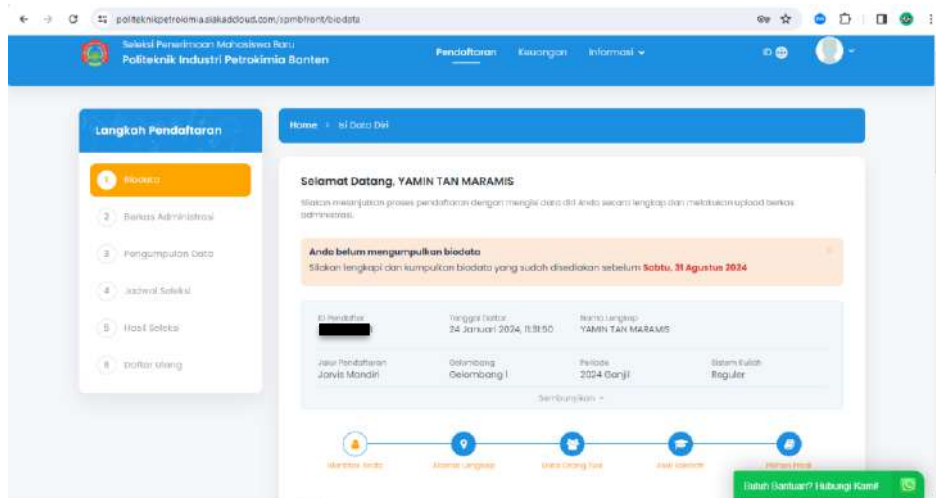 politeknikpetrokimia.siakadcloud.com/spmbfront/biodata
Seleksi Penerimaan Mahasiswa Baru
Politeknik Industri Petrokimia Banten
Pendaftaran Keuangan Informasi ID
Langkah Pendaftaran
1 Biodata
2 Berkas Administrasi
3 Pengumpulan Data
4 Jadwal Seleksi
5 Hasil Seleksi
6 Daftar Ulang
Home > Isi Data Diri
Selamat Datang, YAMIN TAN MARAMIS
Silakan melanjutkan proses pendaftaran dengan mengisi data diri Anda secara lengkap dan melakukan upload berkas
administrasi.
Anda belum mengumpulkan biodata
Silakan lengkapi dan kumpulkan biodata yang sudah disediakan sebelum Sabtu, 31 Agustus 2024
ID Pendaftar Tanggal Daftar Nama Lengkap
24 Januari 2024, 11:31:50 YAMIN TAN MARAMIS
Jalur Pendaftaran Gelombang Periode Sistem Kuliah
Jarvis Mandiri Gelombang 1 2024 Ganjil Reguler
Sembunyikan
Identitas Anda Alamat Lengkap Data Orang Tua Asal Sekolah Pilihan Prodi
Butuh Bantuan? Hubungi Kami!